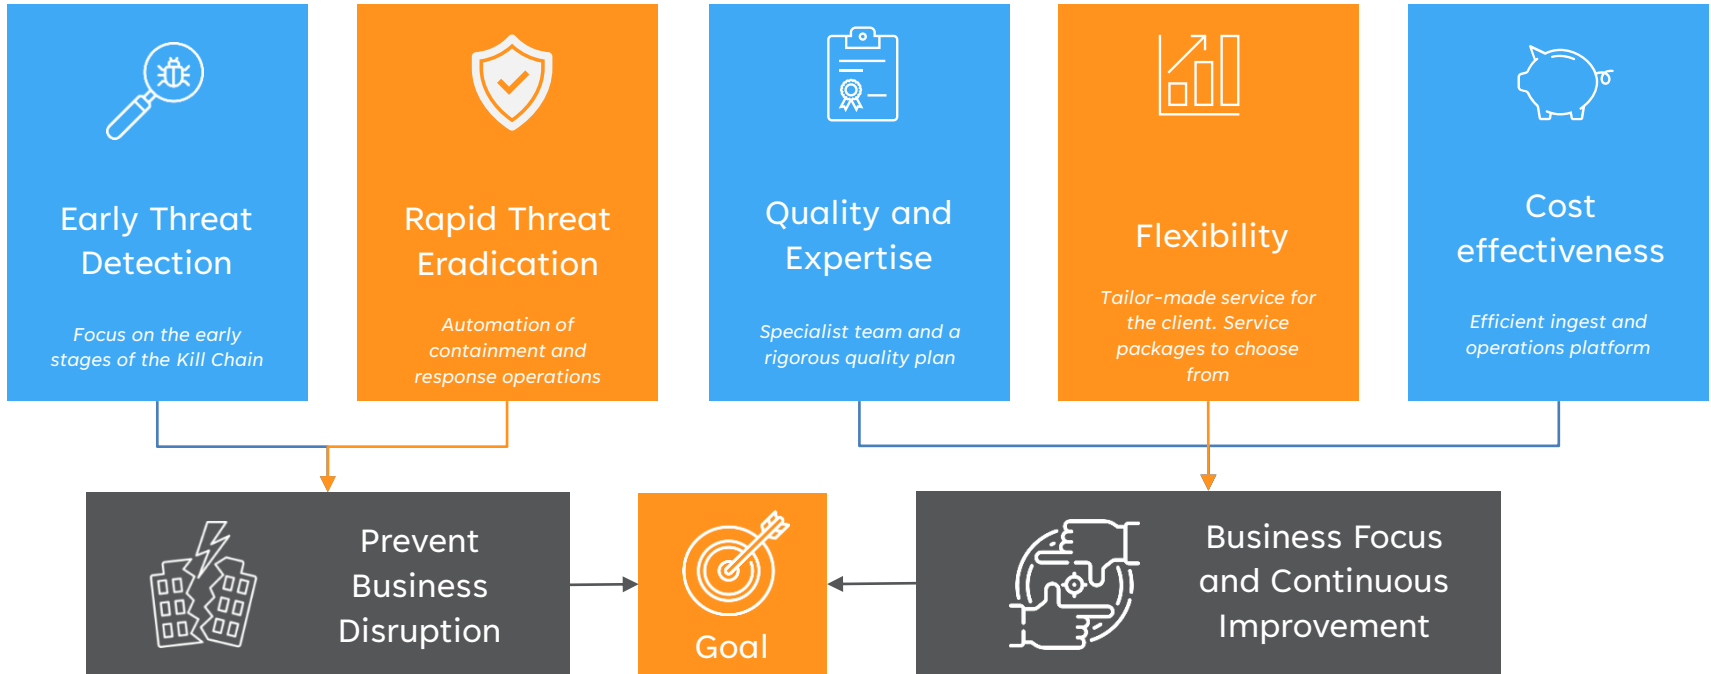 Early Threat
Detection
Focus on the early
stages of the Kill Chain
Rapid Threat
Eradication
Automation of
containment and
response operations
Quality and
Expertise
Specialist team and a
rigorous quality plan
Flexibility
Tailor-made service for
the client. Service
packages to choose
from
Cost
effectiveness
Efficient ingest and
operations platform
Prevent
Business
Disruption
Goal
Business Focus
and Continuous
Improvement